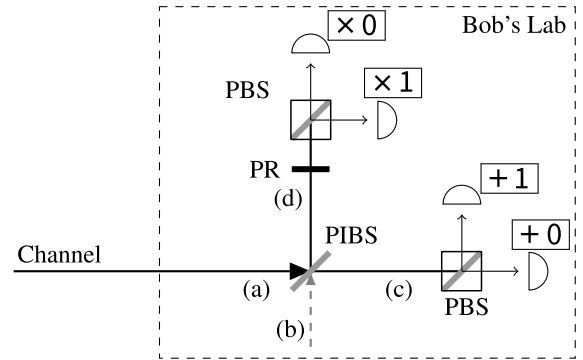 × 0
Bob's Lab
× 1
PBS
PR
(d)
+ 1
PIBS
+ 0
Channel
(a)
(c)
PBS
(b)